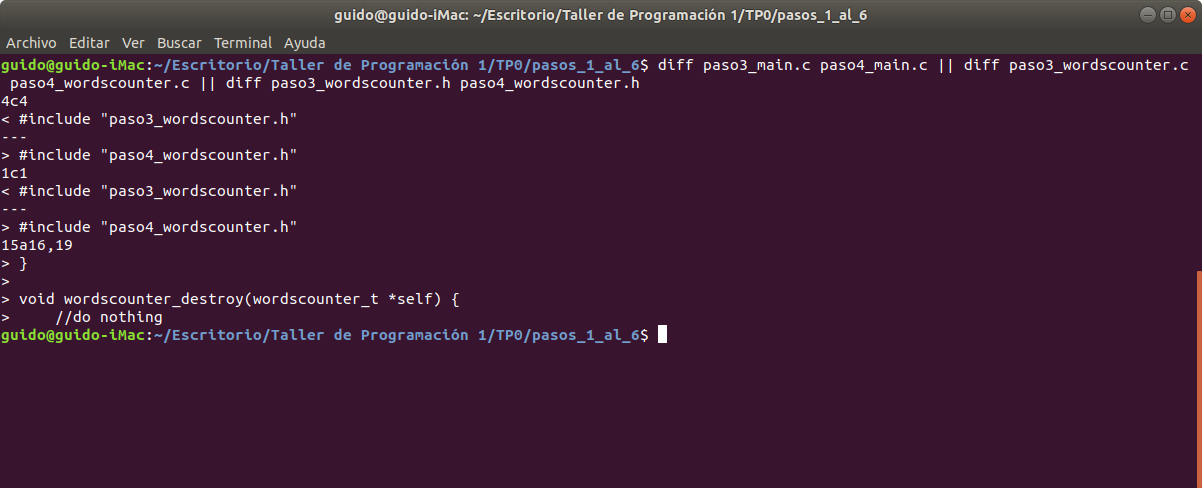 guido@guido-iMac: ~/Escritorio/Taller de Programación 1/TP0/pasos_1_al_6
Archivo Editar Ver Buscar Terminal Ayuda
guido@guido-iMac:~/Escritorio/Taller de Programación 1/TP0/pasos_1_al_6$ diff paso3_main.c paso4_main.c || diff paso3_wordscounter.c
 paso4_wordscounter.c || diff paso3_wordscounter.h paso4_wordscounter.h
4c4
< #include "paso3_wordscounter.h"
---
> #include "paso4_wordscounter.h"
1c1
< #include "paso3_wordscounter.h"
---
> #include "paso4_wordscounter.h"
15a16,19
> }
>
> void wordscounter_destroy(wordscounter_t *self) {
>     //do nothing
guido@guido-iMac:~/Escritorio/Taller de Programación 1/TP0/pasos_1_al_6$